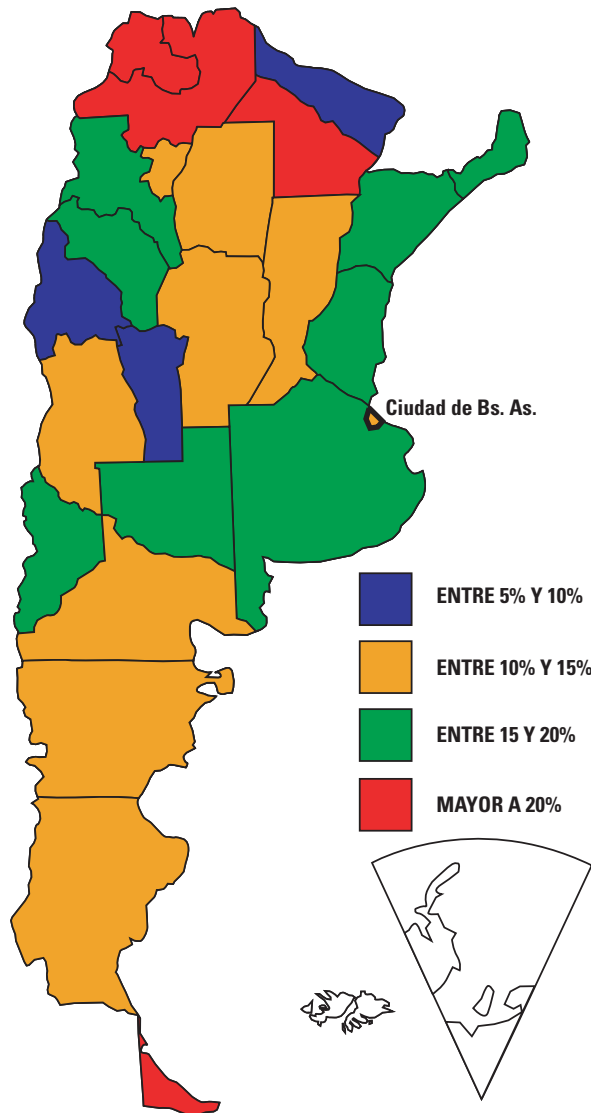 Ciudad de Bs. As.
ENTRE 5% Y 10%
ENTRE 10% Y 15%
ENTRE 15 Y 20%
MAYOR A 20%